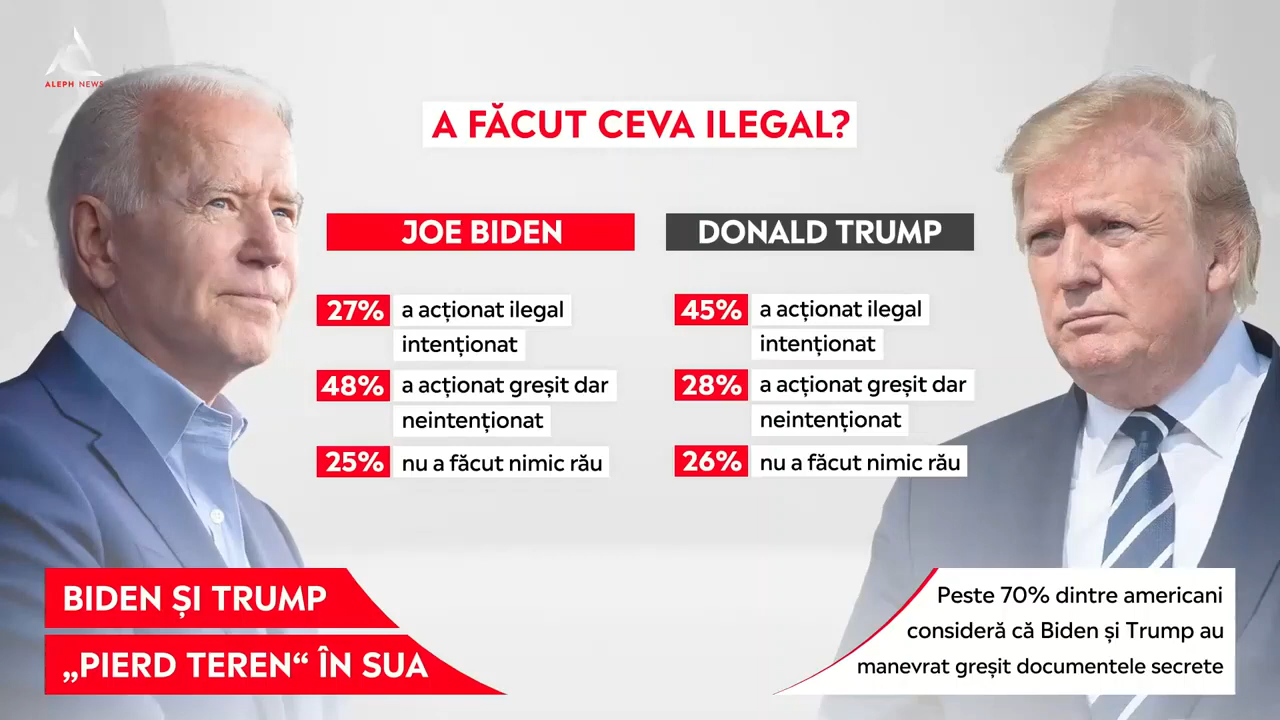 ALEPH NEWS
A FĂCUT CEVA ILEGAL?
JOE BIDEN
27% a acționat ilegal
intenționat
48% a acționat greșit dar
neintenționat
25% nu a făcut nimic rău
DONALD TRUMP
45% a acționat ilegal
intenționat
28% a acționat greșit dar
neintenționat
26% nu a făcut nimic rău
BIDEN ȘI TRUMP
„PIERD TEREN“ ÎN SUA
Peste 70% dintre americani
consideră că Biden și Trump au
manevrat greșit documentele secrete